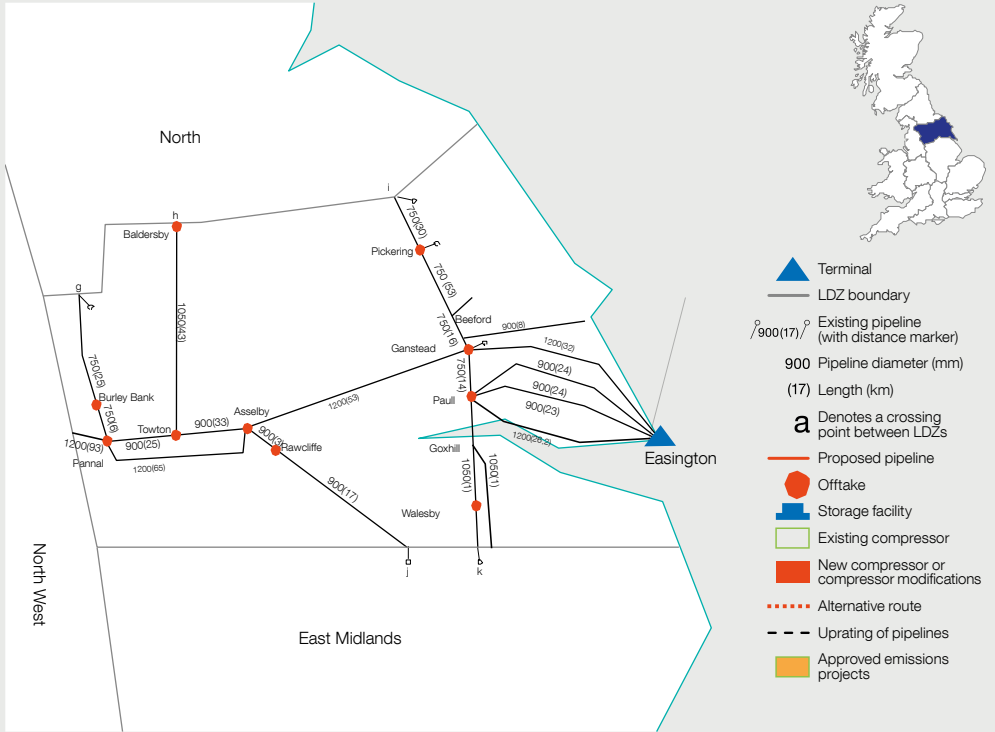 North
i
750(30)
h
Baldersby
Pickering
750 (53)
g
1050(43)
Beeford
750(16)
900(8)
Ganstead
1200(32)
750(25)
750(14)
900(24)
Burley Bank
Paull
900(24)
1200(53)
750(6)
Asselby
900(23)
Towton
900(33)
900(3)
Rawcliffe
1200(93)
900(25)
Pannal
1200(65)
Goxhill
1050(1)
1050(1)
Easington
900(17)
Walesby
j
k
North West
East Midlands
Terminal
LDZ boundary
900(17)
Existing pipeline
(with distance marker)
900
Pipeline diameter (mm)
(17)
Length (km)
a
Denotes a crossing
point between LDZs
Proposed pipeline
Offtake
Storage facility
Existing compressor
New compressor or
compressor modifications
Alternative route
Uprating of pipelines
Approved emissions
projects